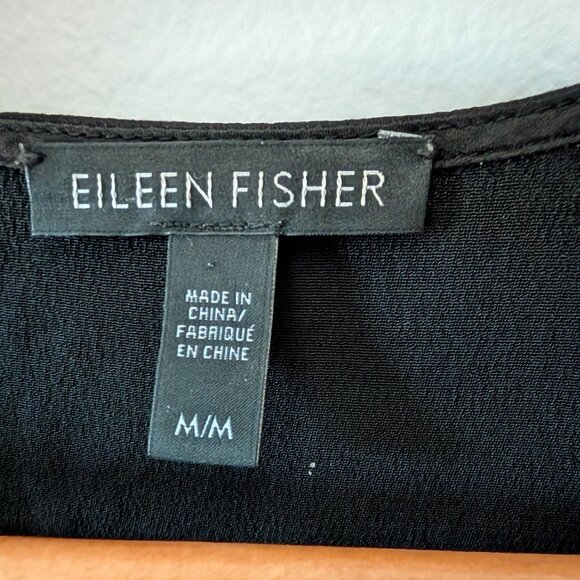 EILEEN FISHER
MADE IN
CHINA/
FABRIQUÉ
EN CHINE
M/M